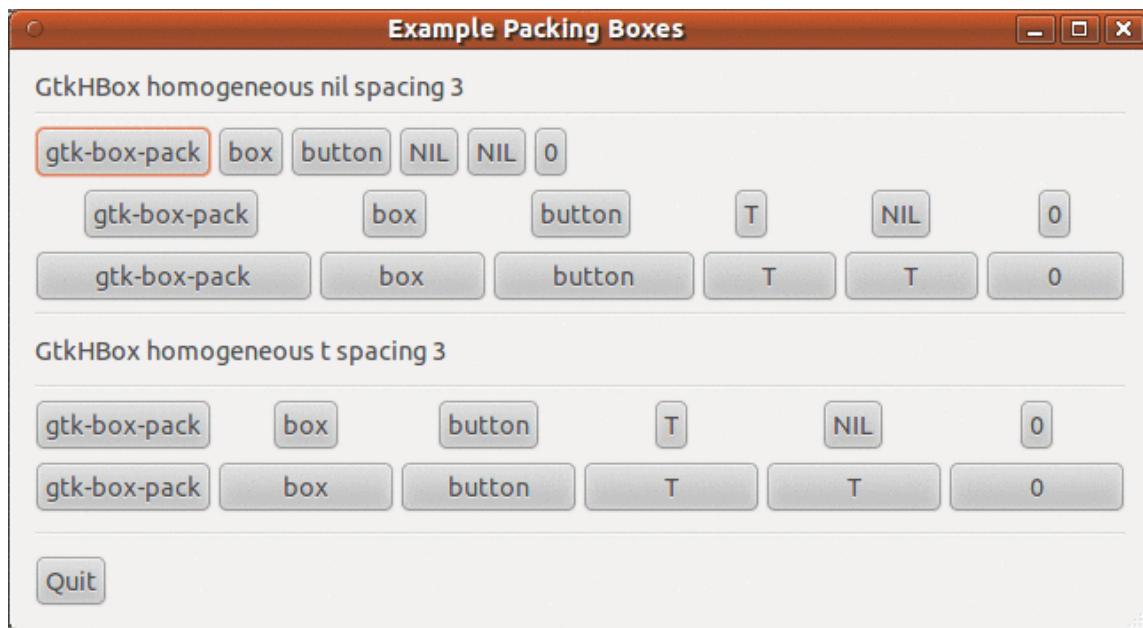 Example Packing Boxes
GtkHBox homogeneous nil spacing 3
gtk-box-pack box button NIL NIL 0
gtk-box-pack box button T NIL 0
gtk-box-pack box button T T 0
GtkHBox homogeneous t spacing 3
gtk-box-pack box button T NIL 0
gtk-box-pack box button T T 0
Quit